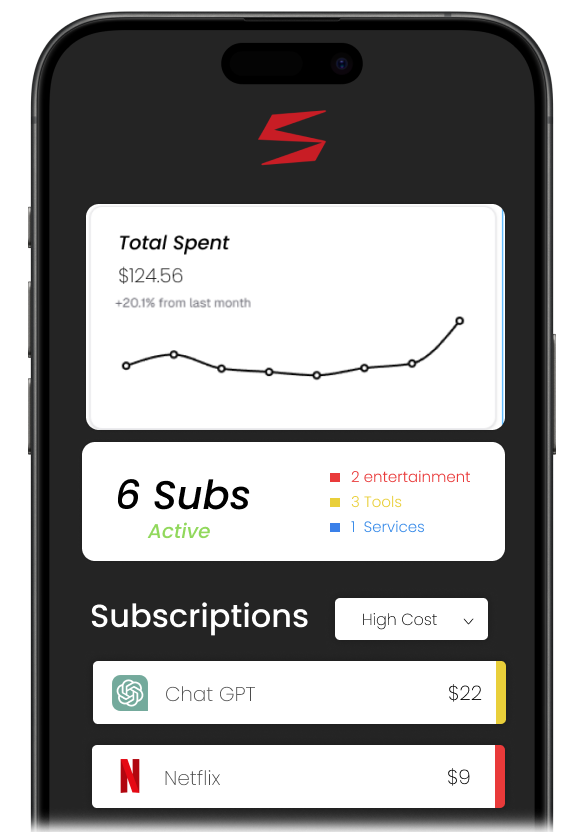 Total Spent
$124.56
+20.1% from last month
6 Subs
Active
2 entertainment
3 Tools
1 Services
Subscriptions
High Cost
Chat GPT
$22
Netflix
$9